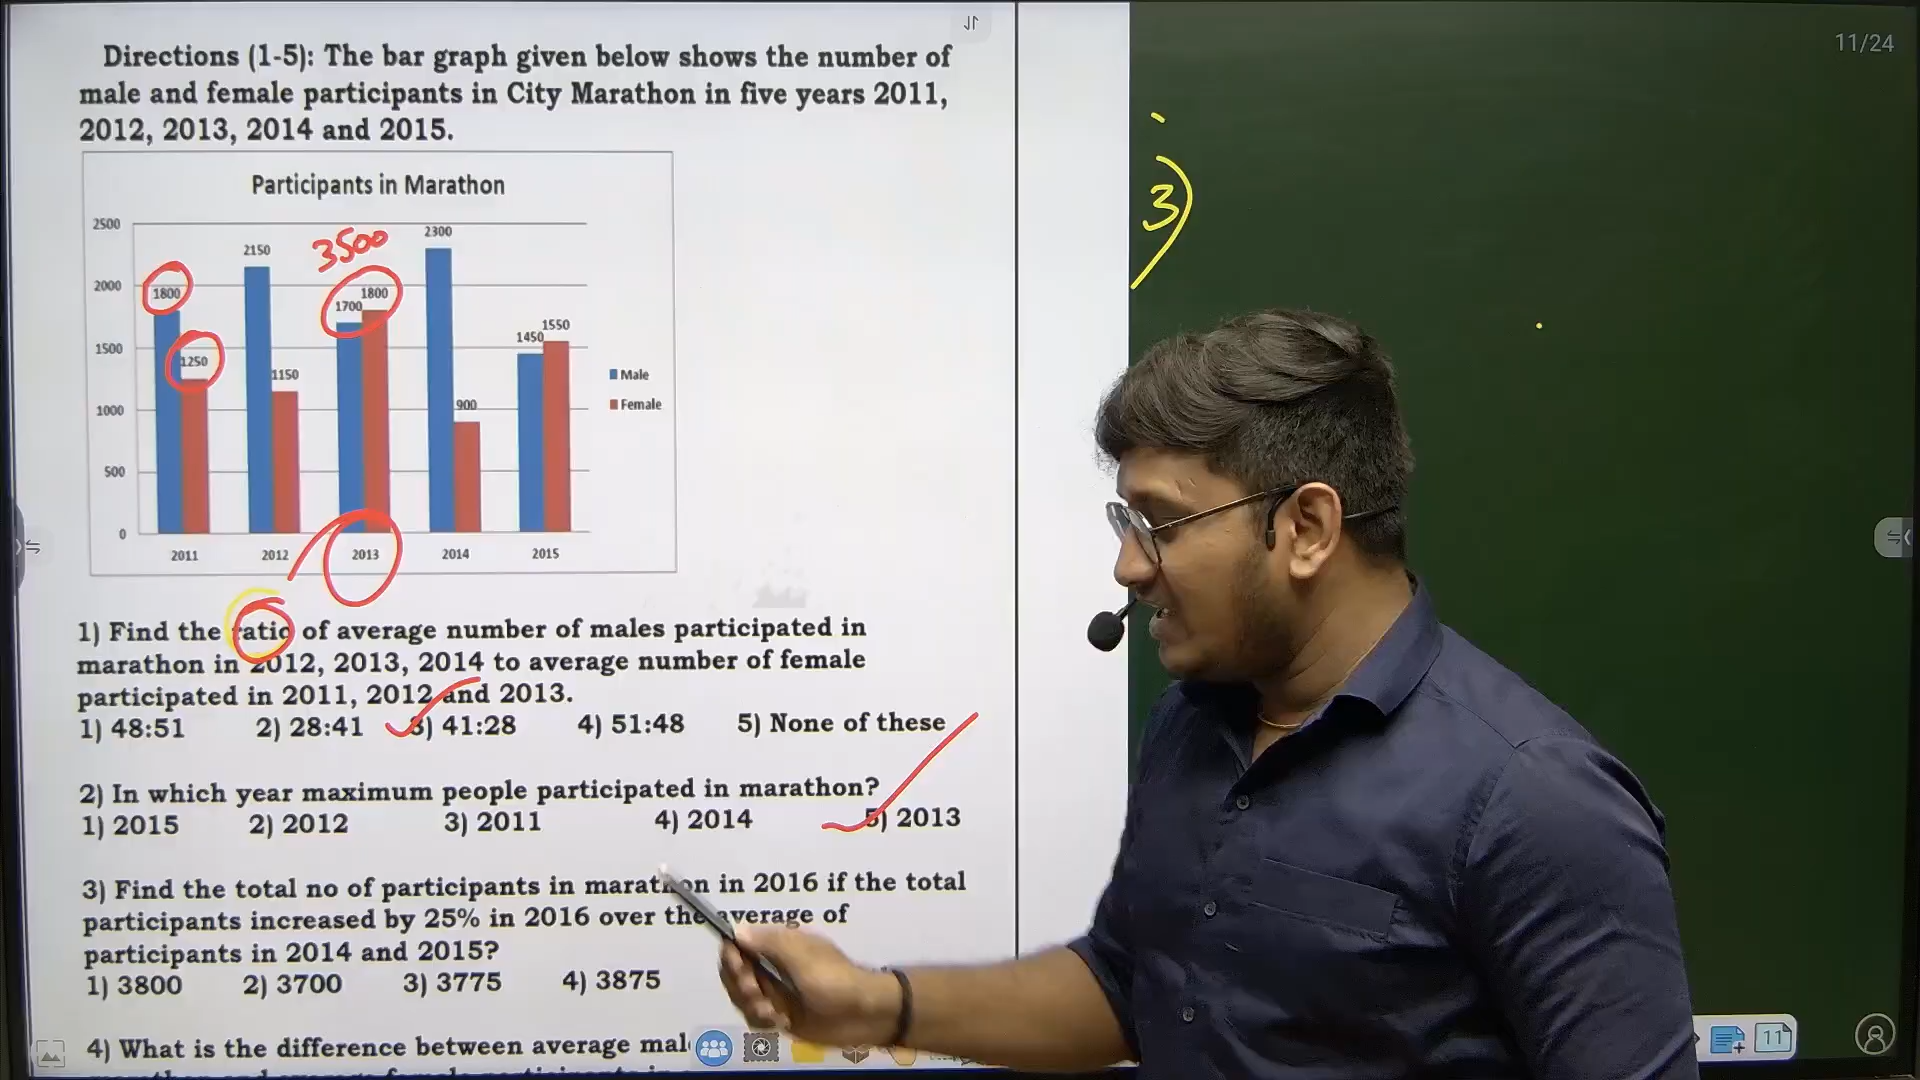 11/24
Directions (1-5): The bar graph given below shows the number of
male and female participants in City Marathon in five years 2011,
2012, 2013, 2014 and 2015.
3)
Participants in Marathon
2500
2000
1500
1000
500
0
3500
1800
1250
2150
1150
1700
1800
2300
900
1450
1550
Male
Female
2011
2012
2013
2014
2015
1) Find the ratio of average number of males participated in
marathon in 2012, 2013, 2014 to average number of female
participated in 2011, 2012 and 2013.
1) 48:51 2) 28:41 3) 41:28 4) 51:48 5) None of these
2) In which year maximum people participated in marathon?
1) 2015 2) 2012 3) 2011 4) 2014 5) 2013
3) Find the total no of participants in marathon in 2016 if the total
participants increased by 25% in 2016 over the average of
participants in 2014 and 2015?
1) 3800 2) 3700 3) 3775 4) 3875
4) What is the difference between average
11